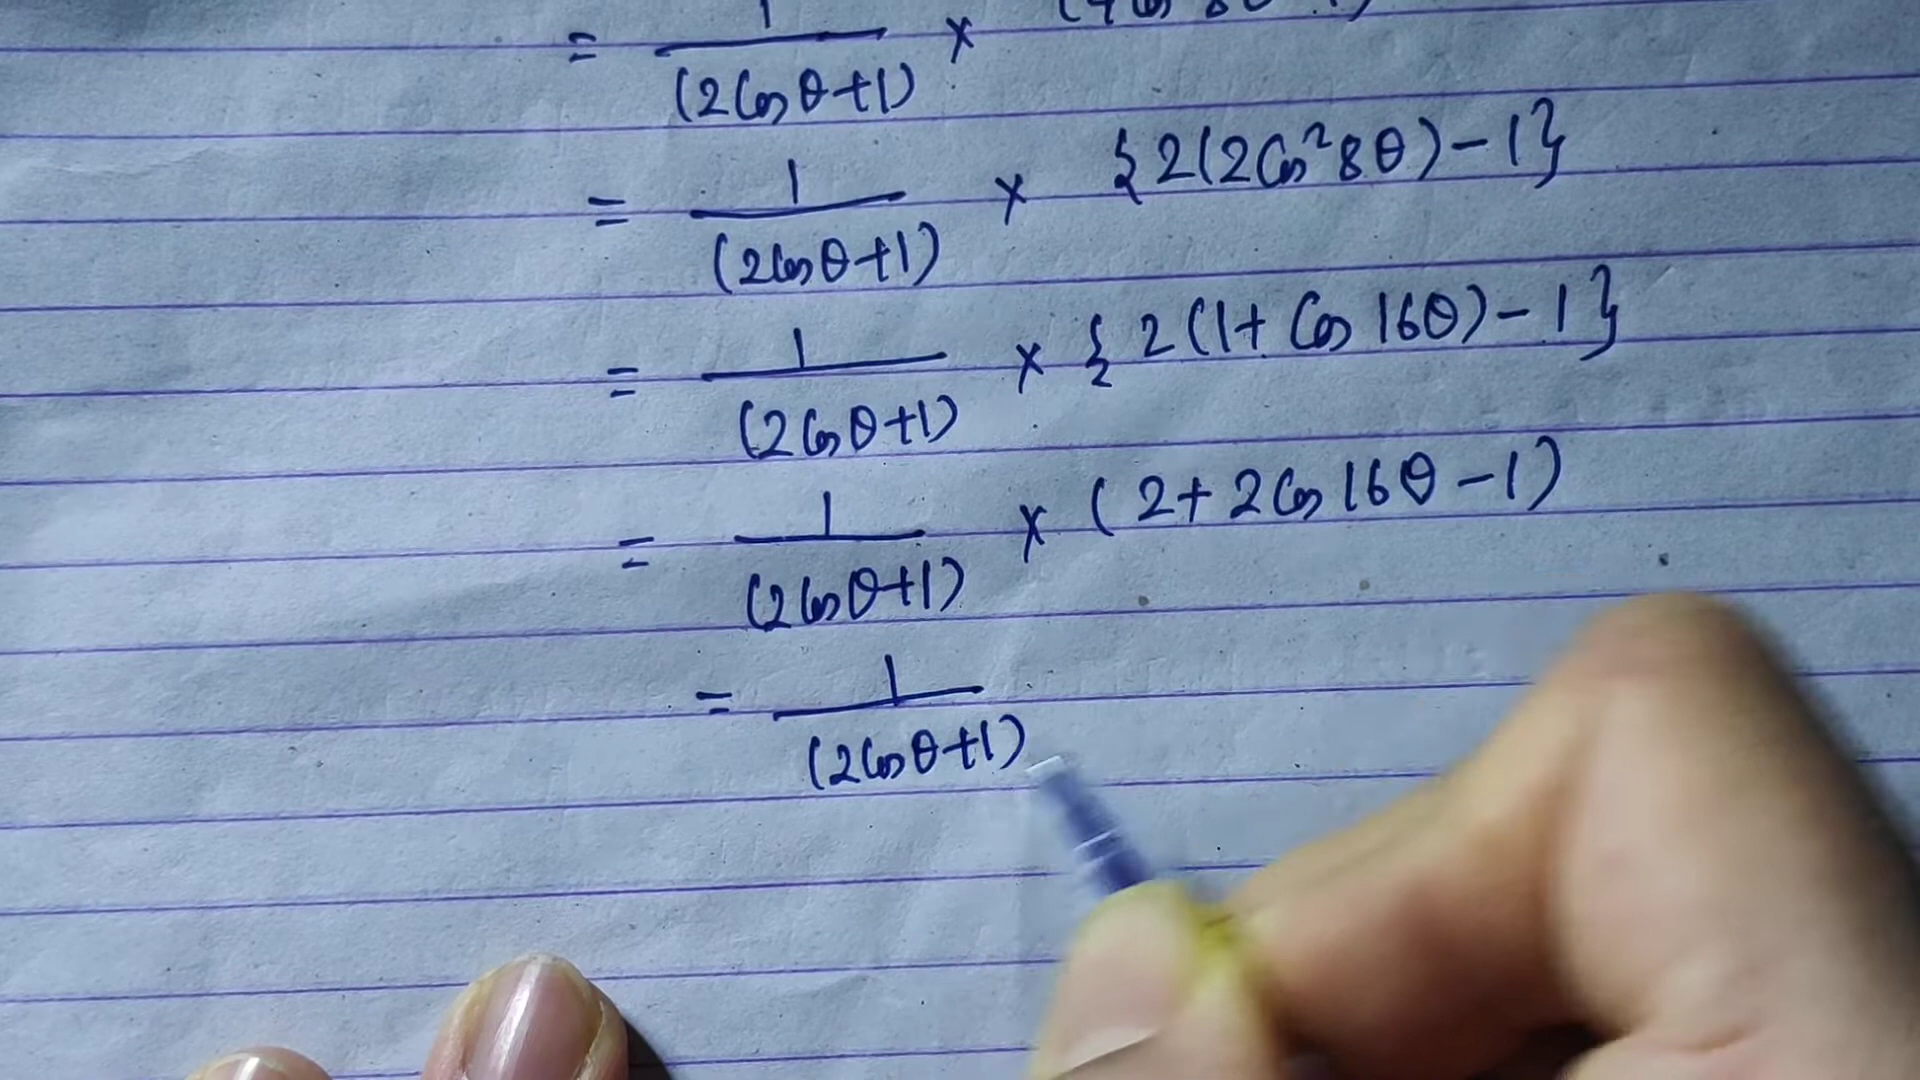 = 1/(2Cosθ+1) ×
= 1/(2Cosθ+1) × {2(2Cos²8θ)-1}
= 1/(2Cosθ+1) × {2(1+Cos16θ)-1}
= 1/(2Cosθ+1) × (2+2Cos16θ-1)
= 1/(2Cosθ+1)